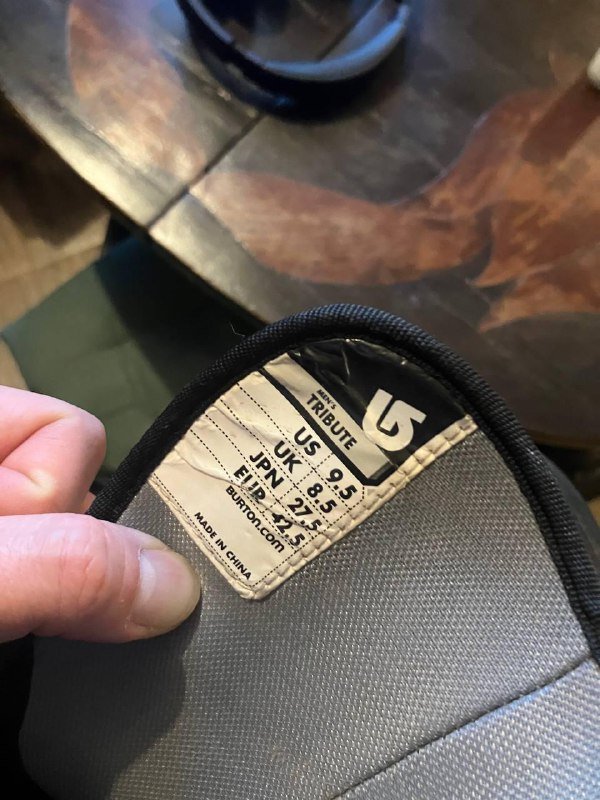 MEN'S
TRIBUTE
US 9.5
UK 8.5
JPN 27.5
EUR 42.5
BURTON.com
MADE IN CHINA